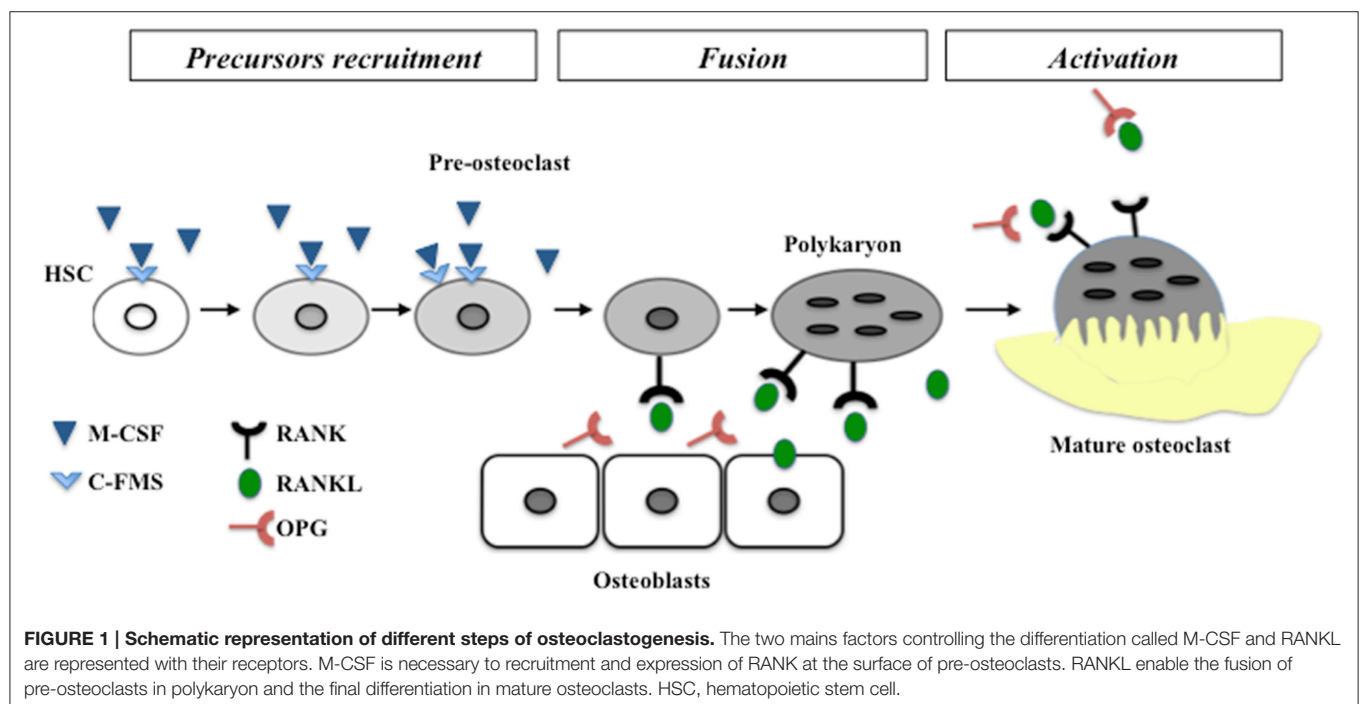 Precursors recruitment
Fusion
Activation
Pre-osteoclast
HSC
Polykaryon
M-CSF
C-FMS
RANK
RANKL
OPG
Mature osteoclast
Osteoblasts
FIGURE 1 | Schematic representation of different steps of osteoclastogenesis. The two mains factors controlling the differentiation called M-CSF and RANKL
are represented with their receptors. M-CSF is necessary to recruitment and expression of RANK at the surface of pre-osteoclasts. RANKL enable the fusion of
pre-osteoclasts in polykaryon and the final differentiation in mature osteoclasts. HSC, hematopoietic stem cell.